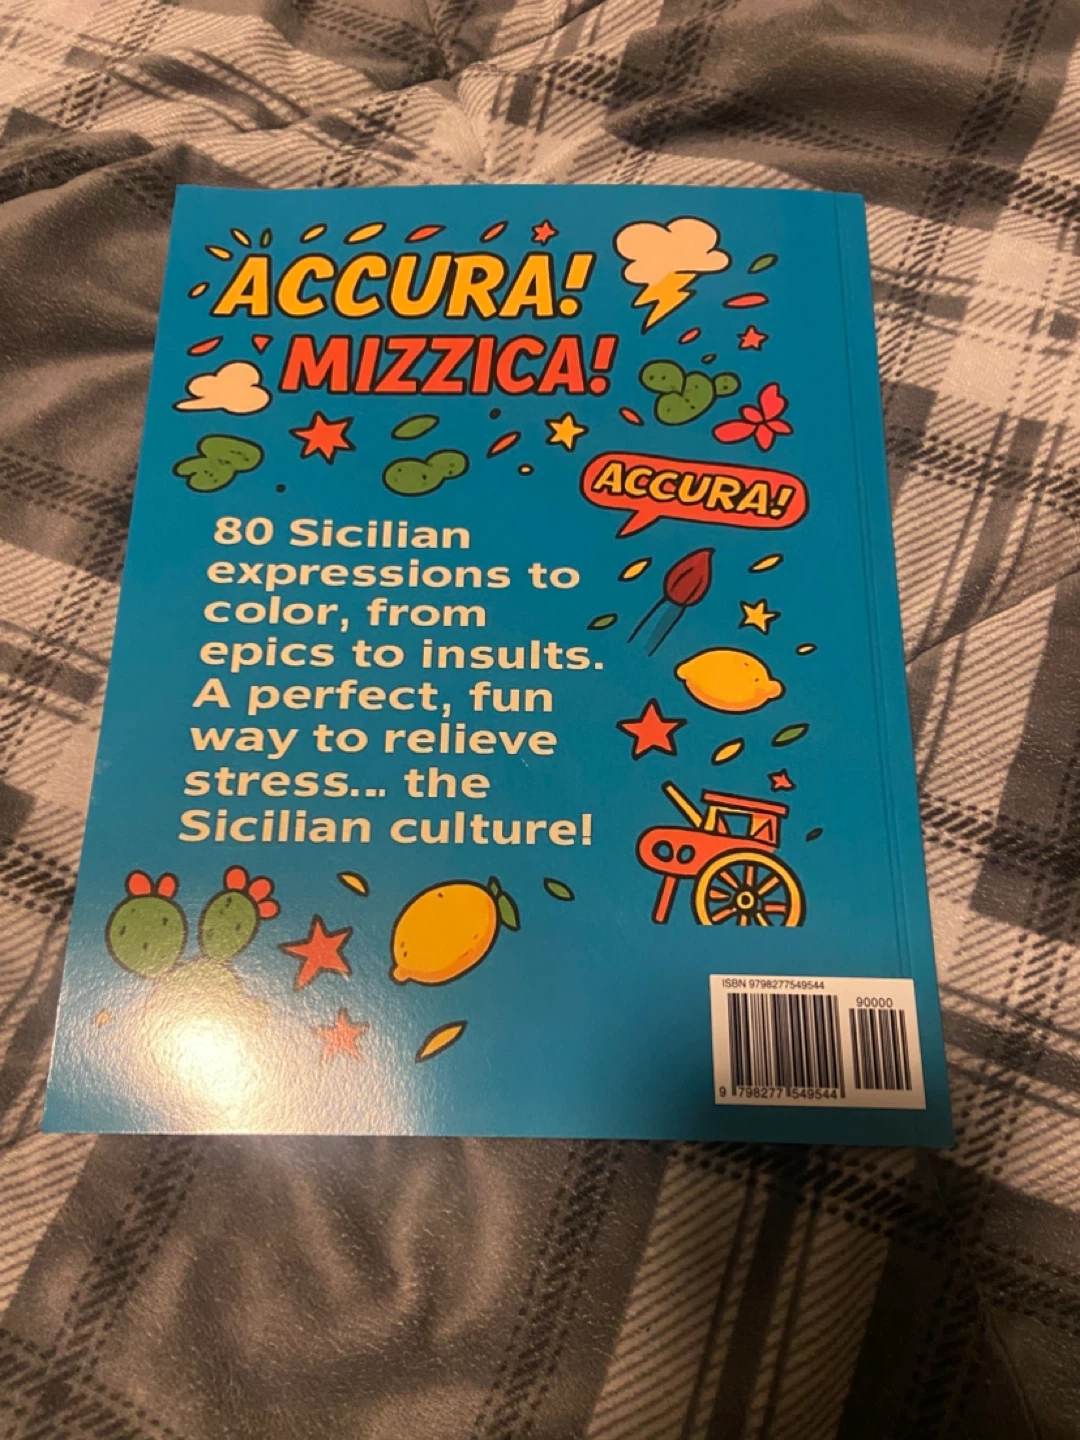 ACCURA!
MIZZICA!
ACCURA!
80 Sicilian
expressions to
color, from
epics to insults.
A perfect, fun
way to relieve
stress... the
Sicilian culture!
ISBN 9798277549544
90000
9 798277 549544